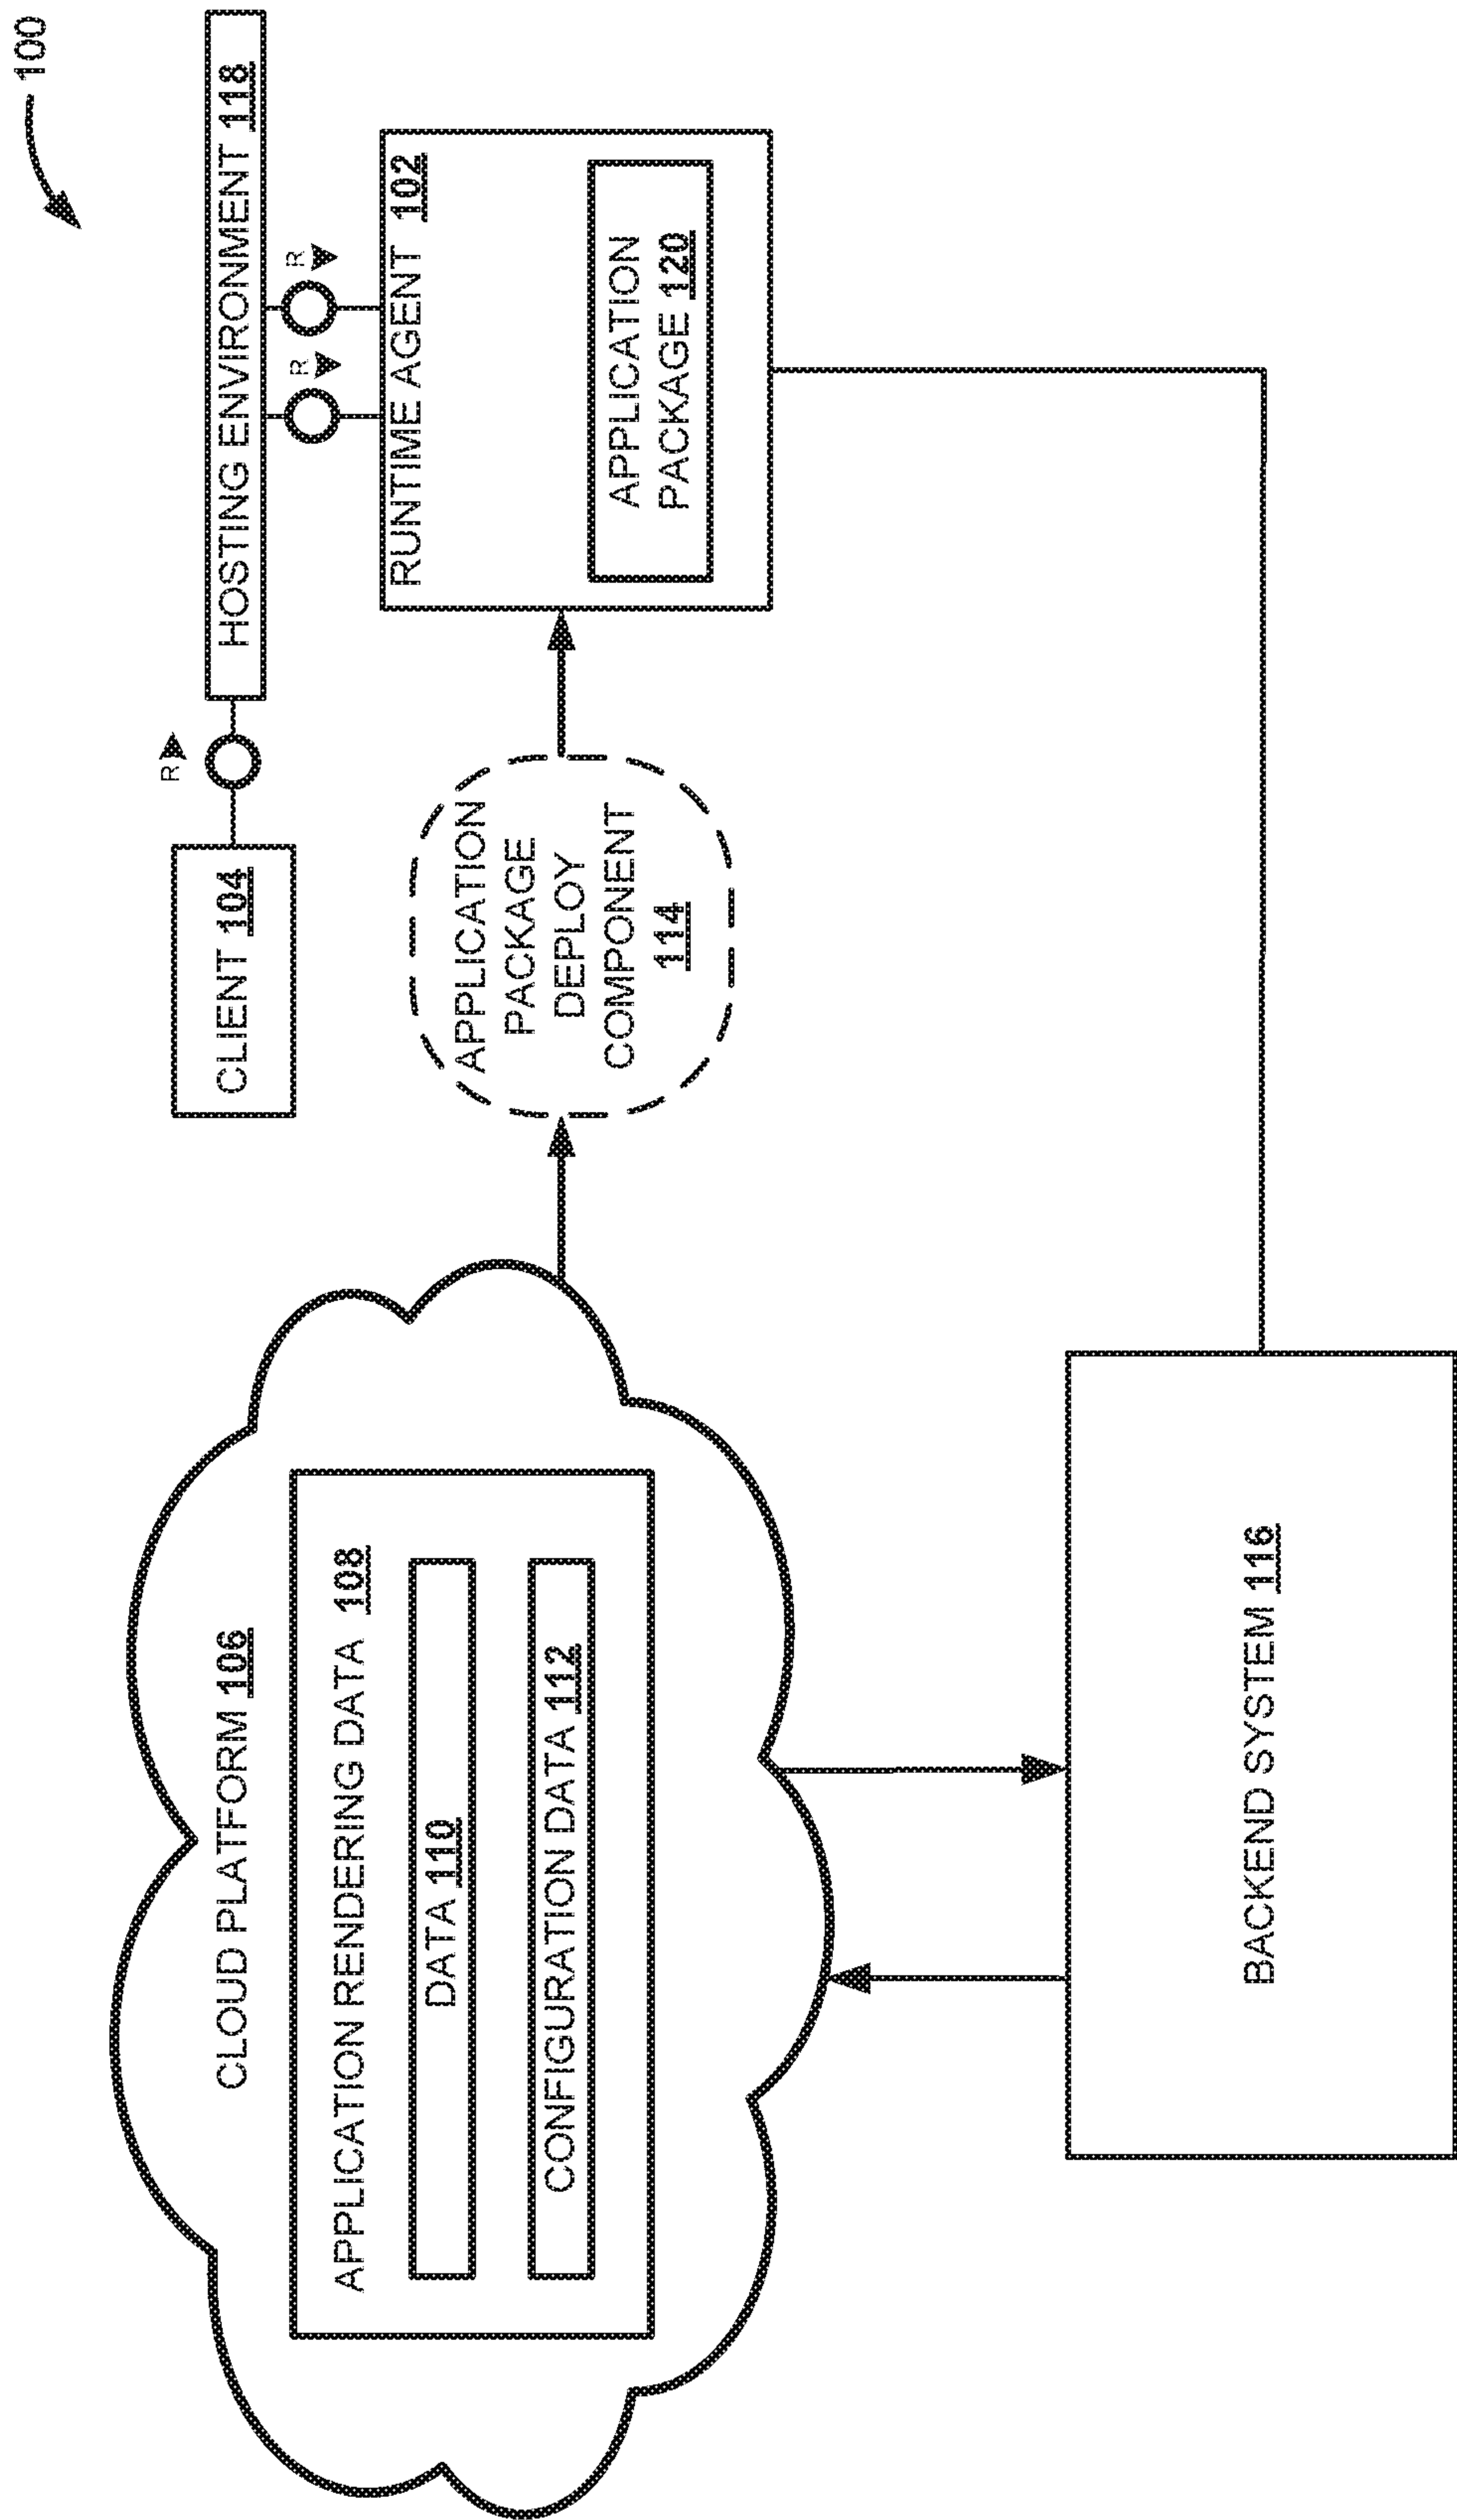 100
HOSTING ENVIRONMENT 118
R
R
R
CLIENT 104
RUNTIME AGENT 102
APPLICATION
PACKAGE 120
APPLICATION
PACKAGE
DEPLOY
COMPONENT
114
CLOUD PLATFORM 106
APPLICATION RENDERING DATA 108
DATA 110
CONFIGURATION DATA 112
BACKEND SYSTEM 116